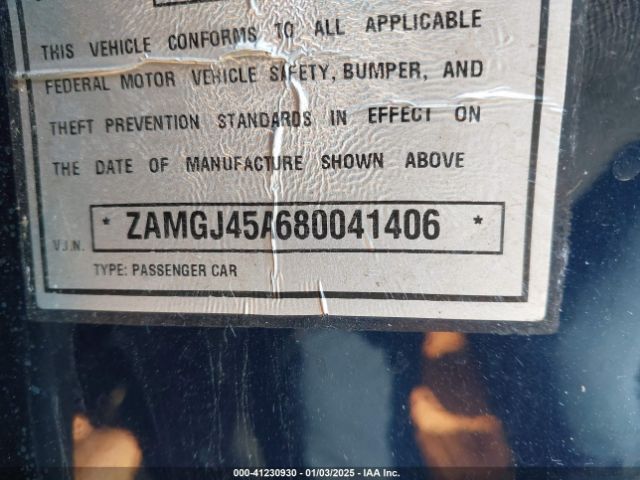 THIS VEHICLE CONFORMS TO ALL APPLICABLE
FEDERAL MOTOR VEHICLE SAFETY, BUMPER, AND
THEFT PREVENTION STANDARDS IN EFFECT ON
THE DATE OF MANUFACTURE SHOWN ABOVE
V.I.N. * ZAMGJ45A680041406 *
TYPE: PASSENGER CAR
000-41230930 - 01/03/2025 - IAA Inc.